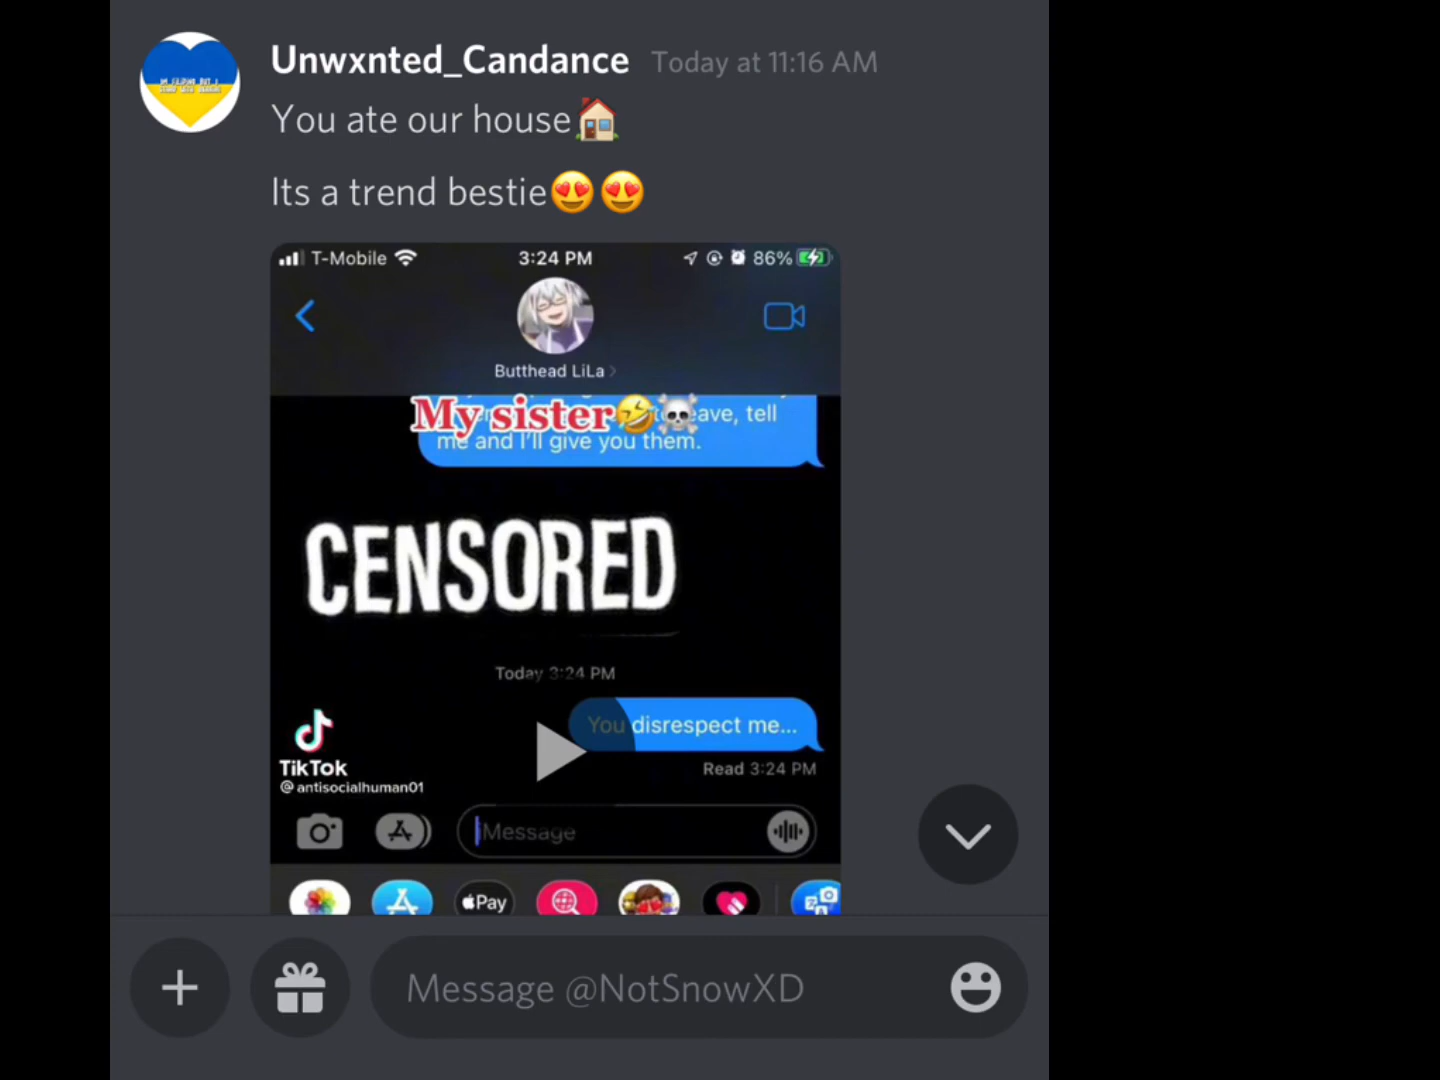 Unwxnted_Candance Today at 11:16 AM
You ate our house🏠
Its a trend bestie😍😍
T-Mobile 3:24 PM 86%
Butthead LiLa
My sister🤣☠️ eave, tell
me and I'll give you them.
CENSORED
Today 3:24 PM
You disrespect me...
Read 3:24 PM
TikTok
@antisocialhuman01
Message
Pay
Message @NotSnowXD